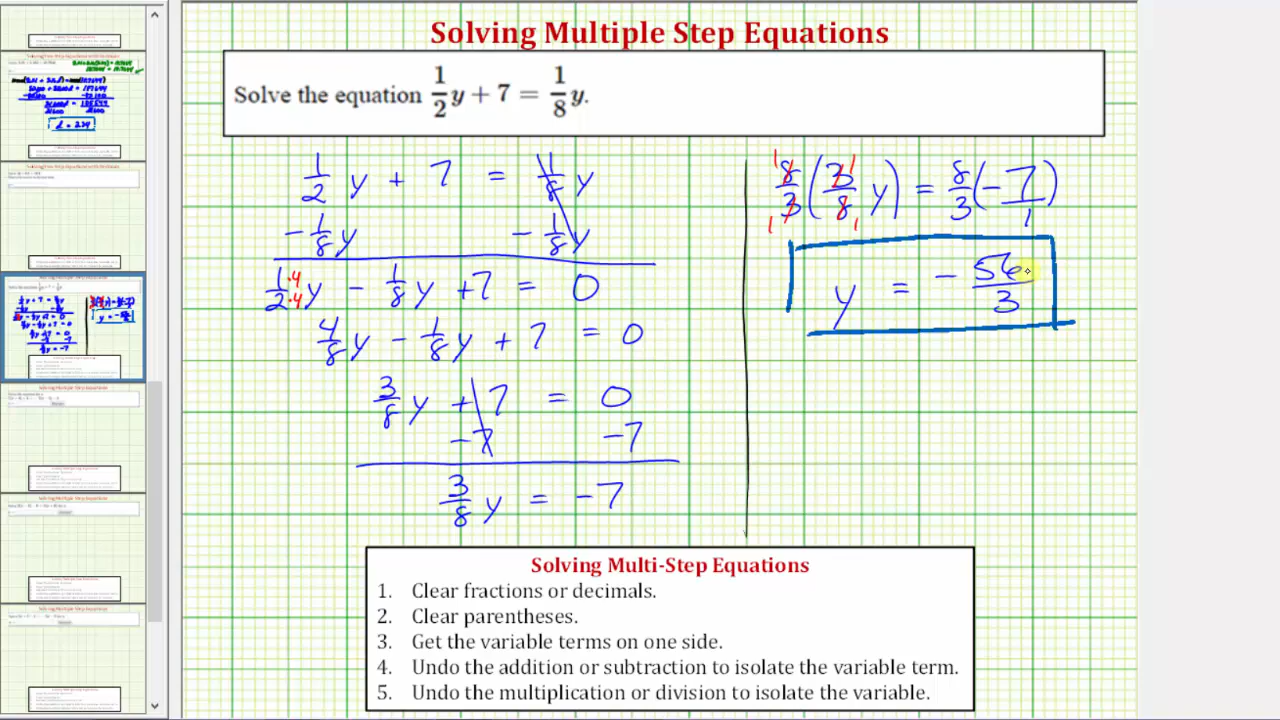 Solving Multiple Step Equations
Solve the equation 1/2 y + 7 = 1/8 y.
1/2 y + 7 = 1/8 y
- 1/8 y - 1/8 y
1/2 ·4/·4 y - 1/8 y + 7 = 0
4/8 y - 1/8 y + 7 = 0
3/8 y + 7 = 0
- 7 - 7
3/8 y = - 7
1 1
8/3 (3/8 y) = 8/3 (- 7/1)
1 1
y = - 56/3
Solving Multi-Step Equations
1. Clear fractions or decimals.
2. Clear parentheses.
3. Get the variable terms on one side.
4. Undo the addition or subtraction to isolate the variable term.
5. Undo the multiplication or division to isolate the variable.